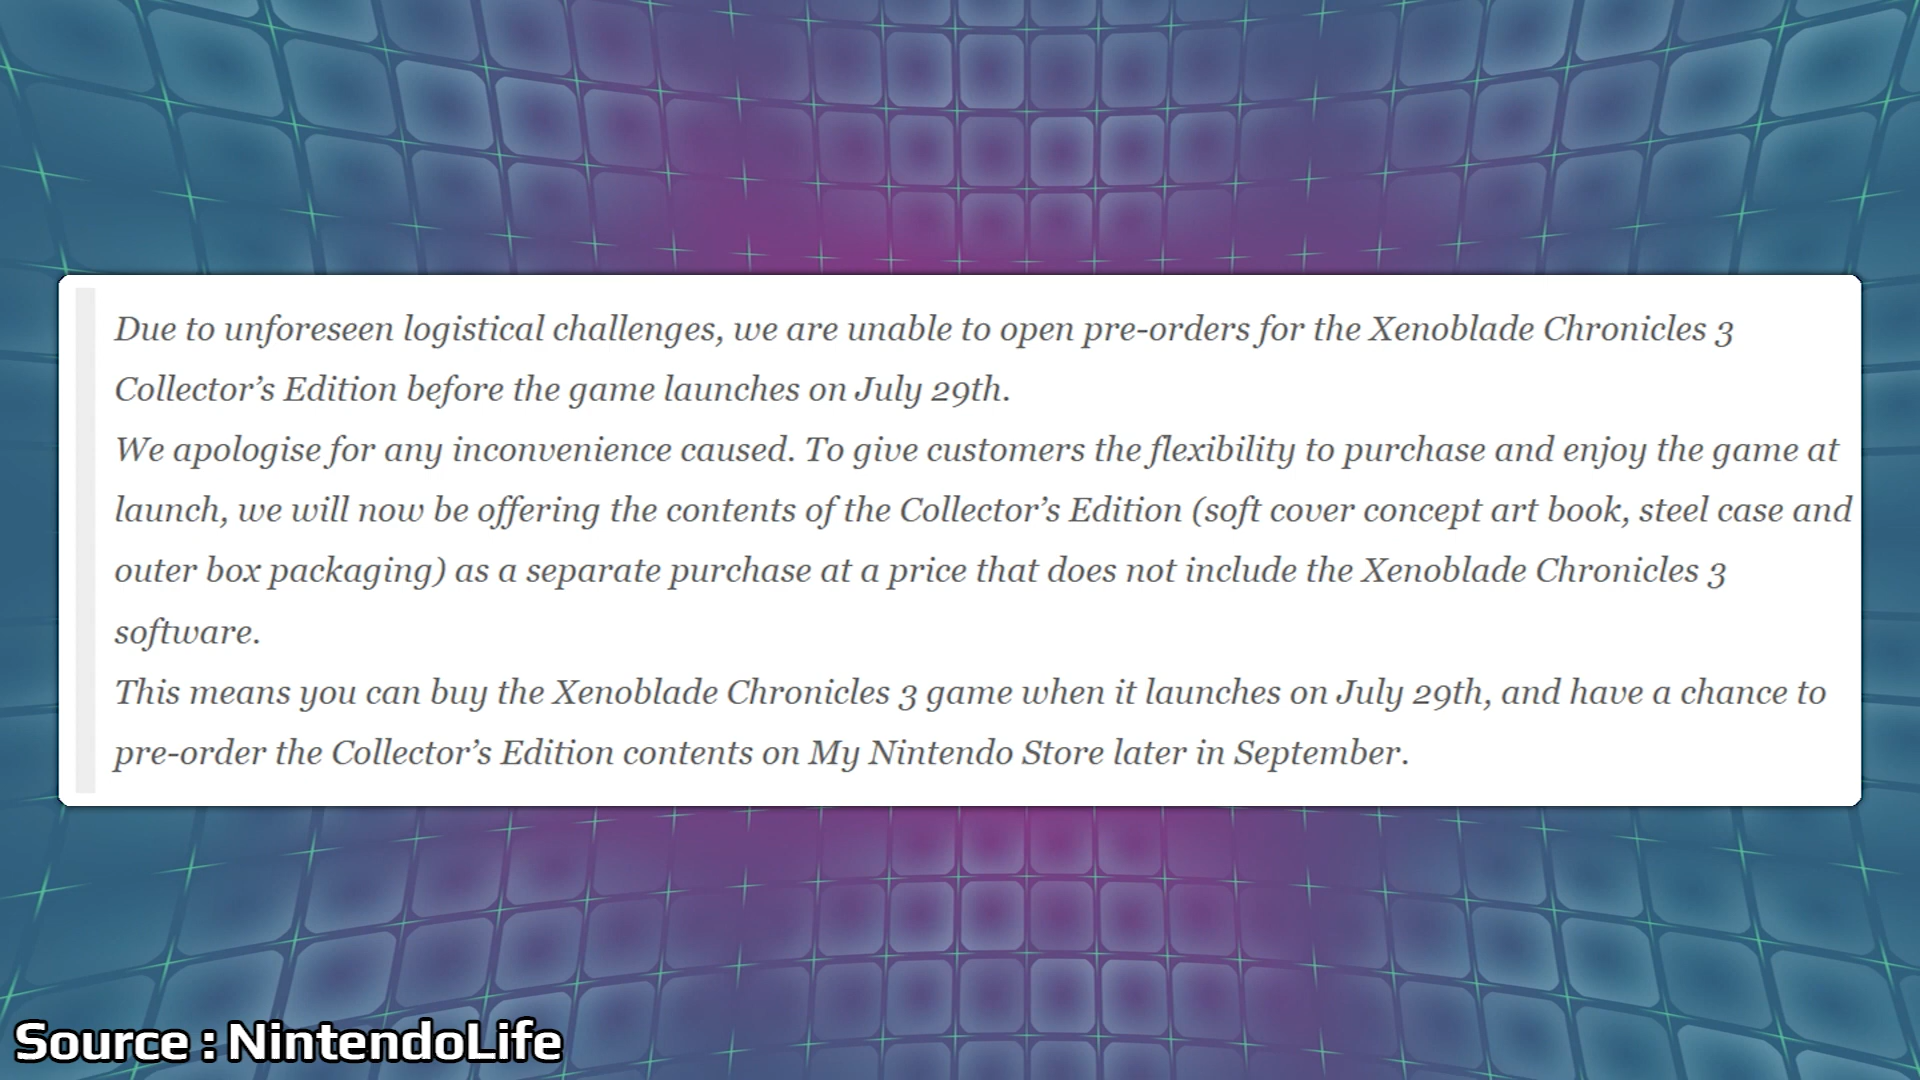 Due to unforeseen logistical challenges, we are unable to open pre-orders for the Xenoblade Chronicles 3
Collector’s Edition before the game launches on July 29th.
We apologise for any inconvenience caused. To give customers the flexibility to purchase and enjoy the game at
launch, we will now be offering the contents of the Collector’s Edition (soft cover concept art book, steel case and
outer box packaging) as a separate purchase at a price that does not include the Xenoblade Chronicles 3
software.
This means you can buy the Xenoblade Chronicles 3 game when it launches on July 29th, and have a chance to
pre-order the Collector’s Edition contents on My Nintendo Store later in September.
Source : NintendoLife